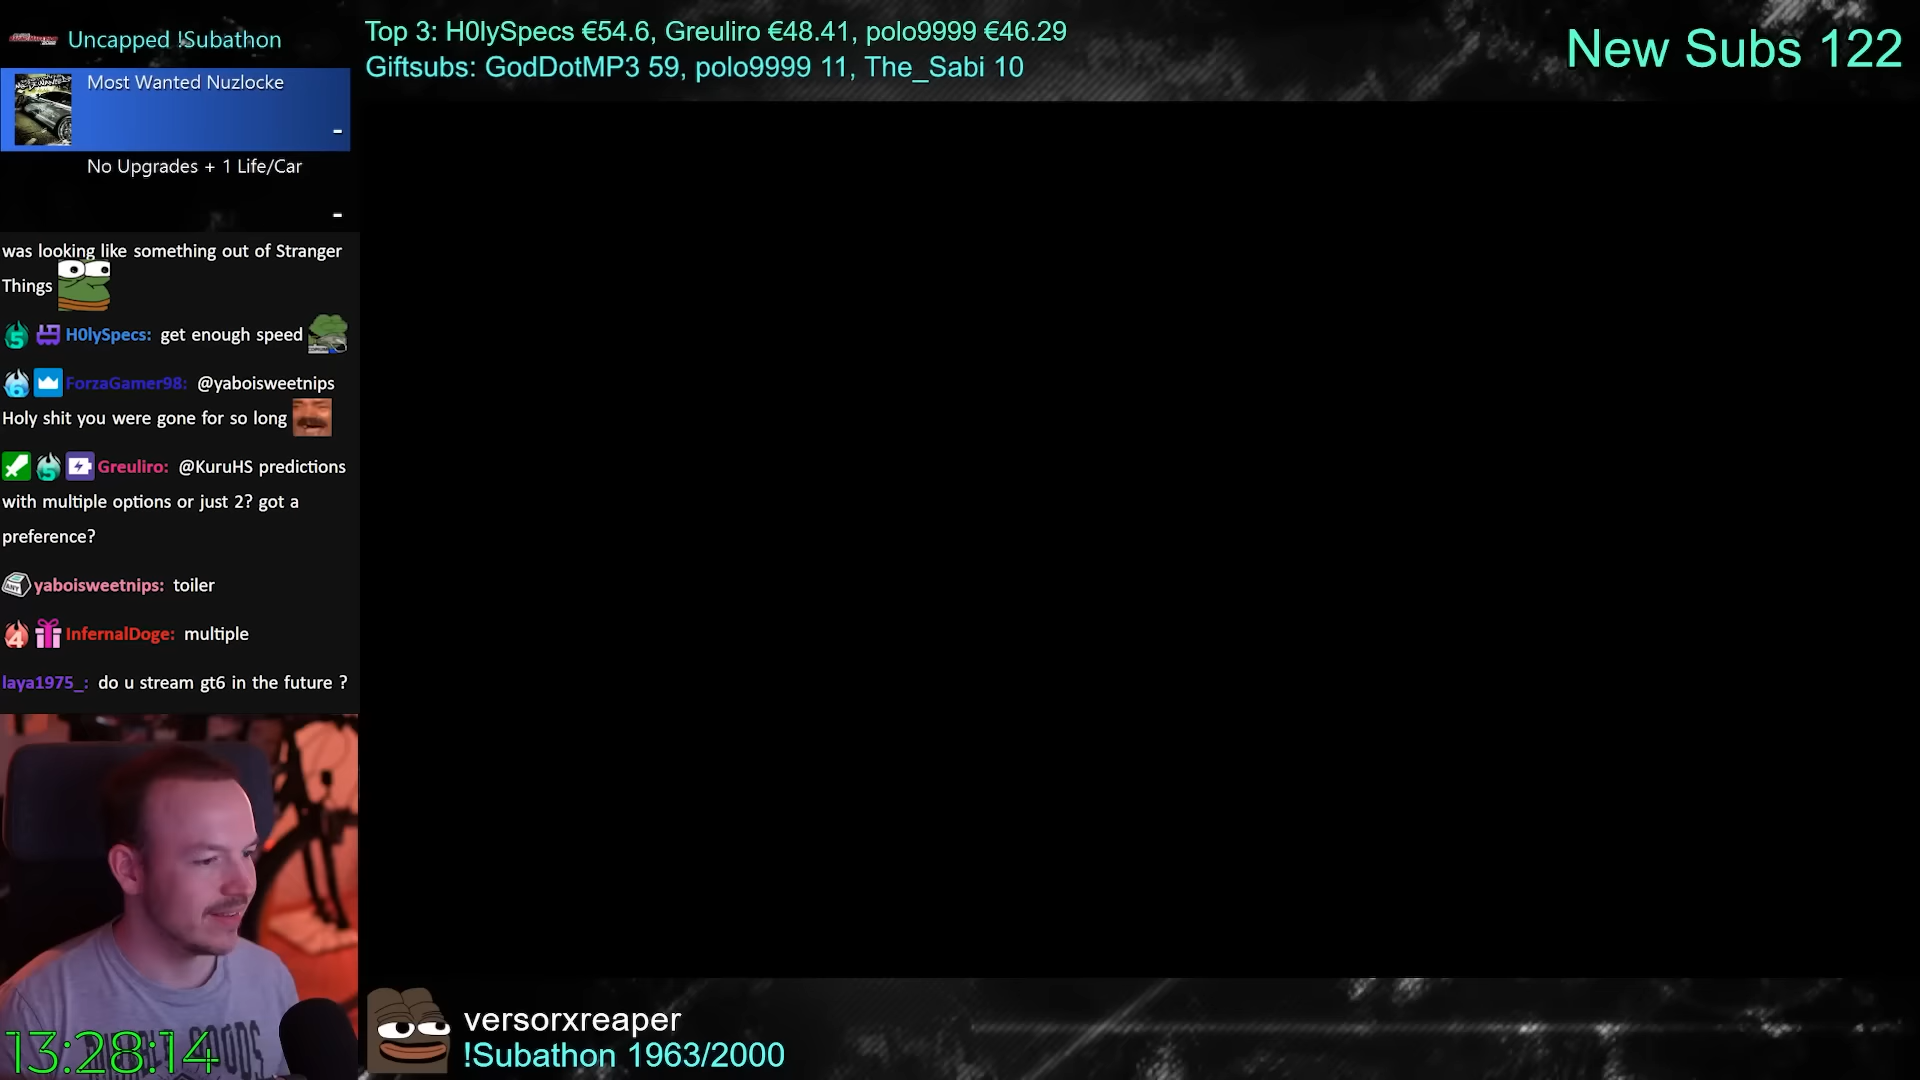 Uncapped !Subathon
Most Wanted Nuzlocke
-
No Upgrades + 1 Life/Car
-
Top 3: H0lySpecs €54.6, Greuliro €48.41, polo9999 €46.29
Giftsubs: GodDotMP3 59, polo9999 11, The_Sabi 10
New Subs 122
was looking like something out of Stranger
Things
H0lySpecs: get enough speed
ForzaGamer98: @yaboisweetnips
Holy shit you were gone for so long
Greuliro: @KuruHS predictions
with multiple options or just 2? got a
preference?
yaboisweetnips: toiler
InfernalDoge: multiple
laya1975_: do u stream gt6 in the future ?
13:28:14
versorxreaper
!Subathon 1963/2000